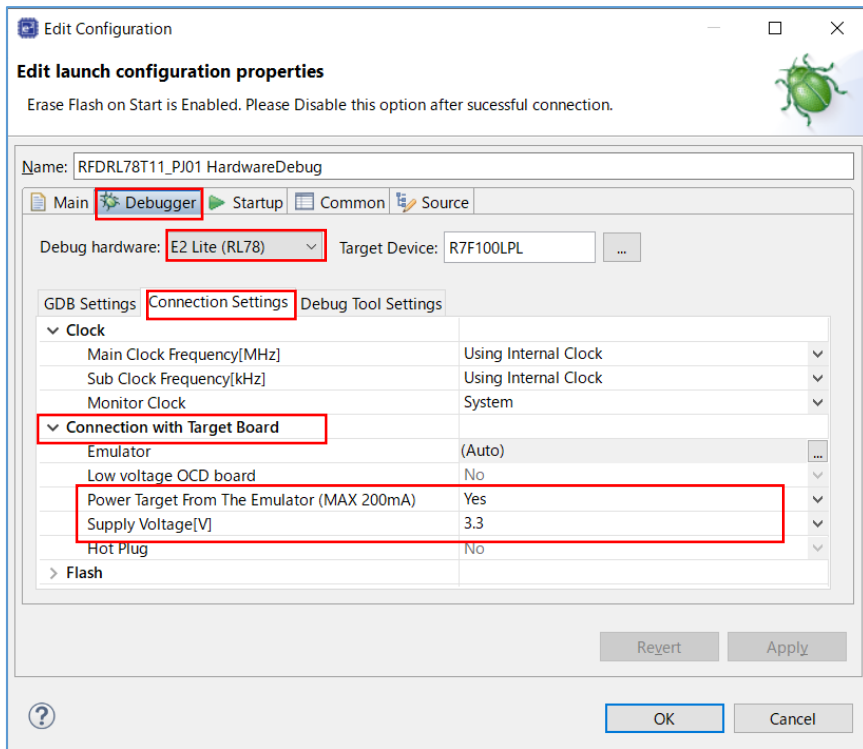 Edit Configuration
Edit launch configuration properties
Erase Flash on Start is Enabled. Please Disable this option after sucessful connection.
Name: RFDRL78T11_PJ01 HardwareDebug
Main Debugger Startup Common Source
Debug hardware: E2 Lite (RL78) Target Device: R7F100LPL ...
GDB Settings Connection Settings Debug Tool Settings
Clock
Main Clock Frequency[MHz] Using Internal Clock
Sub Clock Frequency[kHz] Using Internal Clock
Monitor Clock System
Connection with Target Board
Emulator (Auto) ...
Low voltage OCD board No
Power Target From The Emulator (MAX 200mA) Yes
Supply Voltage[V] 3.3
Hot Plug No
Flash
Revert Apply
? OK Cancel